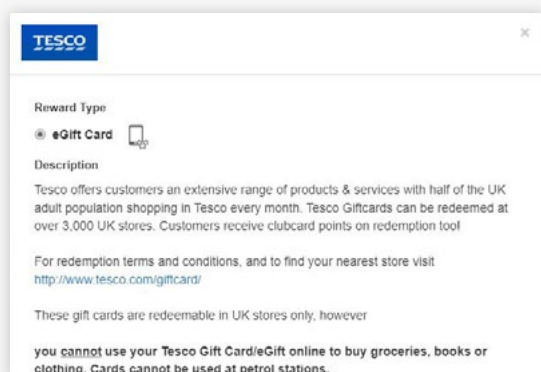 TESCO
×
Reward Type
eGift Card
Description
Tesco offers customers an extensive range of products & services with half of the UK
adult population shopping in Tesco every month. Tesco Giftcards can be redeemed at
over 3,000 UK stores. Customers receive clubcard points on redemption too!
For redemption terms and conditions, and to find your nearest store visit
http://www.tesco.com/giftcard/
These gift cards are redeemable in UK stores only, however
you cannot use your Tesco Gift Card/eGift online to buy groceries, books or
clothing. Cards cannot be used at petrol stations.